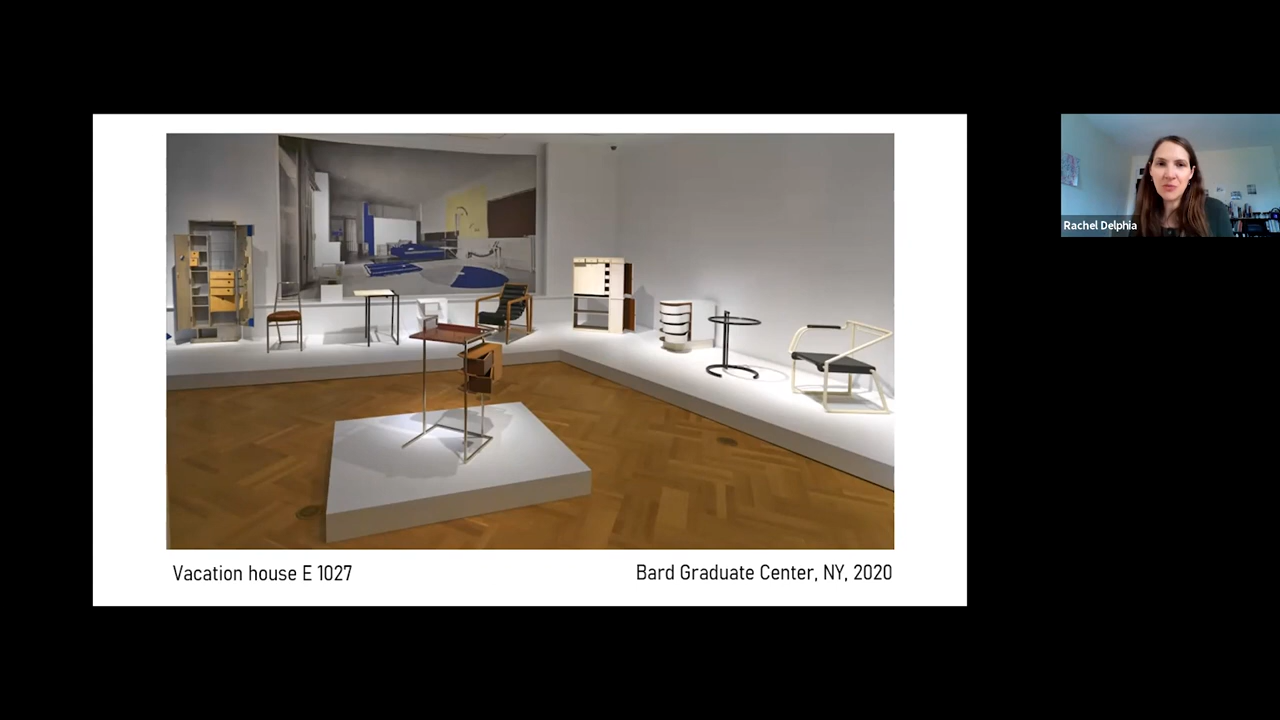 Rachel Delphia
Vacation house E 1027
Bard Graduate Center, NY, 2020